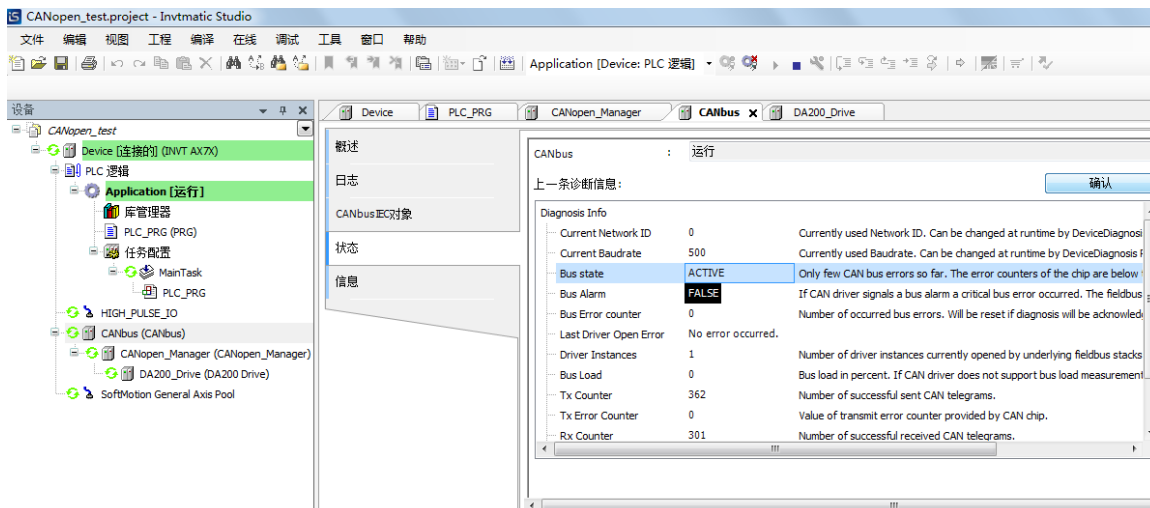 CANopen_test.project - Invtmatic Studio
文件 编辑 视图 工程 编译 在线 调试 工具 窗口 帮助
Application [Device: PLC 逻辑]
设备
CANopen_test
Device [连接的] (INVT AX7X)
PLC 逻辑
Application [运行]
库管理器
PLC_PRG (PRG)
任务配置
MainTask
PLC_PRG
HIGH_PULSE_IO
CANbus (CANbus)
CANopen_Manager (CANopen_Manager)
DA200_Drive (DA200 Drive)
SoftMotion General Axis Pool
Device PLC_PRG CANopen_Manager CANbus DA200_Drive
概述
日志
CANbusIEC对象
状态
信息
CANbus : 运行
上一条诊断信息: 确认
Diagnosis Info
Current Network ID 0 Currently used Network ID. Can be changed at runtime by DeviceDiagnosi
Current Baudrate 500 Currently used Baudrate. Can be changed at runtime by DeviceDiagnosis
Bus state ACTIVE Only few CAN bus errors so far. The error counters of the chip are below
Bus Alarm FALSE If CAN driver signals a bus alarm a critical bus error occurred. The fieldbus
Bus Error counter 0 Number of occurred bus errors. Will be reset if diagnosis will be acknowled
Last Driver Open Error No error occurred.
Driver Instances 1 Number of driver instances currently opened by underlying fieldbus stacks
Bus Load 0 Bus load in percent. If CAN driver does not support bus load measurement
Tx Counter 362 Number of successful sent CAN telegrams.
Tx Error Counter 0 Value of transmit error counter provided by CAN chip.
Rx Counter 301 Number of successful received CAN telegrams.